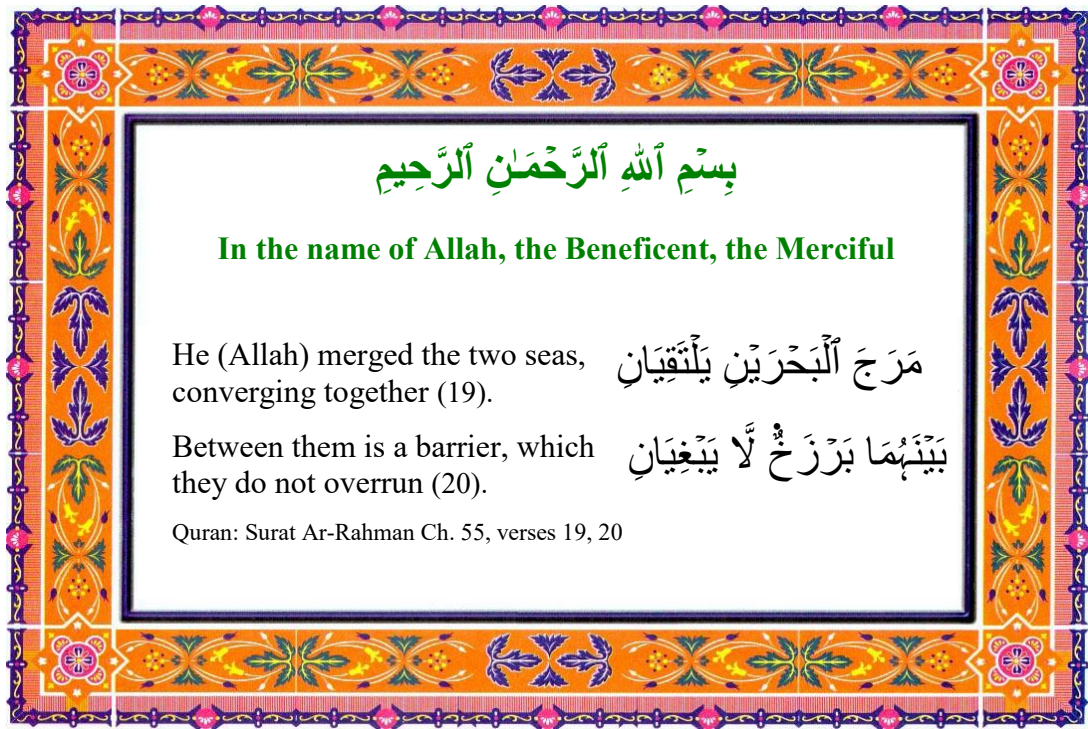 بِسْمِ ٱللهِ ٱلرَّحْمَـٰنِ ٱلرَّحِيمِ
In the name of Allah, the Beneficent, the Merciful
He (Allah) merged the two seas,
converging together (19).
مَرَجَ ٱلْبَحْرَيْنِ يَلْتَقِيَانِ
Between them is a barrier, which
they do not overrun (20).
بَيْنَہُمَا بَرْزَخٌ۬ لَّا يَبْغِيَانِ
Quran: Surat Ar-Rahman Ch. 55, verses 19, 20